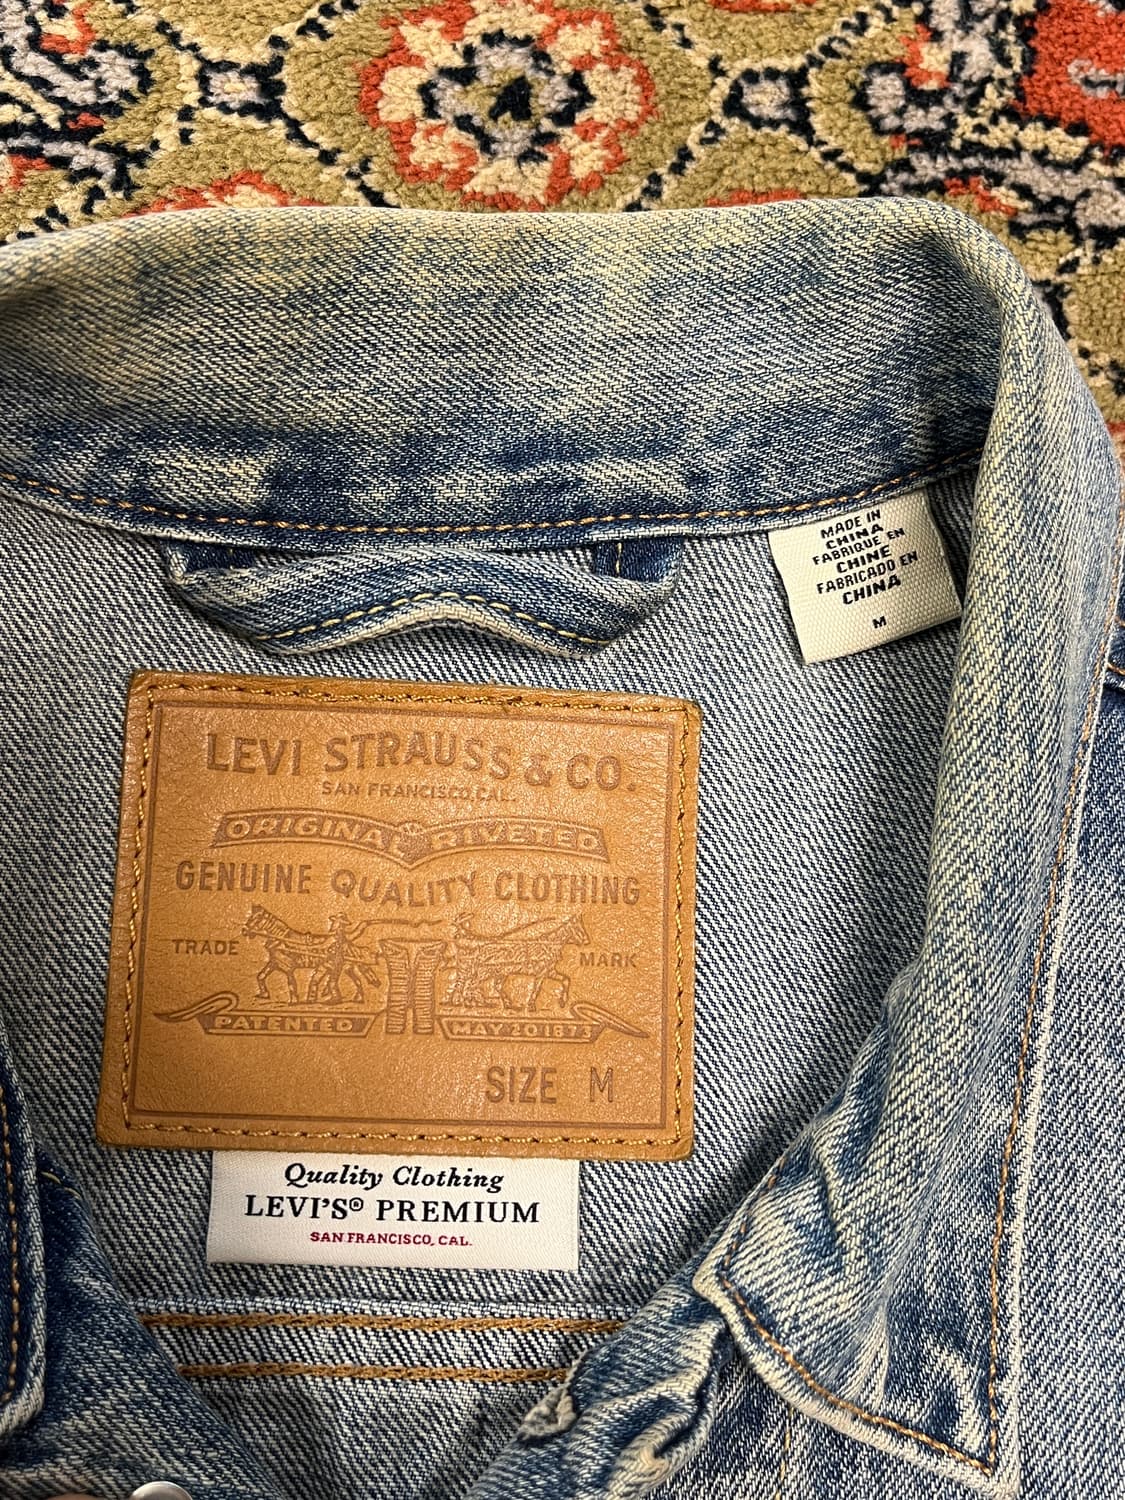 MADE IN
CHINA
FABRIQUE EN
CHINE
FABRICADO EN
CHINA
M
LEVI STRAUSS & CO.
SAN FRANCISCO, CAL.
ORIGINAL RIVETED
GENUINE QUALITY CLOTHING
TRADE MARK
PATENTED MAY 20 1873
SIZE M
Quality Clothing
LEVI'S® PREMIUM
SAN FRANCISCO, CAL.